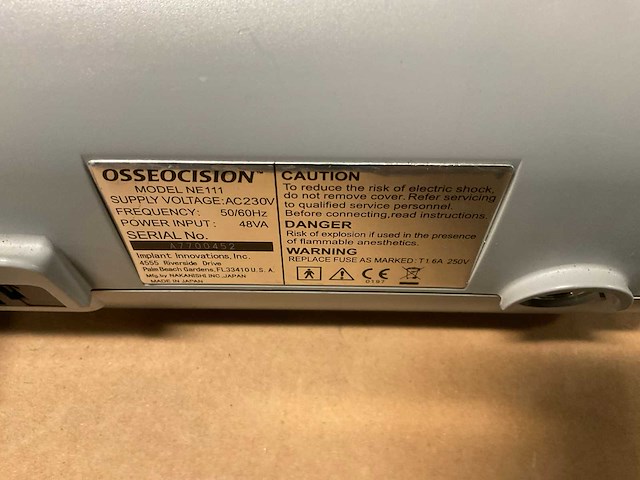 OSSEOCISION™
MODEL NE111
SUPPLY VOLTAGE:AC230V
FREQUENCY: 50/60Hz
POWER INPUT: 48VA
SERIAL No.
A7700452
Implant Innovations, Inc.
4555 Riverside Drive
Palm Beach Gardens, FL33410 U.S.A.
Mfg.by NAKANISHI INC.,JAPAN
MADE IN JAPAN
CAUTION
To reduce the risk of electric shock,
do not remove cover. Refer servicing
to qualified service personnel.
Before connecting,read instructions.
DANGER
Risk of explosion if used in the presence
of flammable anesthetics.
WARNING
REPLACE FUSE AS MARKED: T1.6A 250V
CE
0197